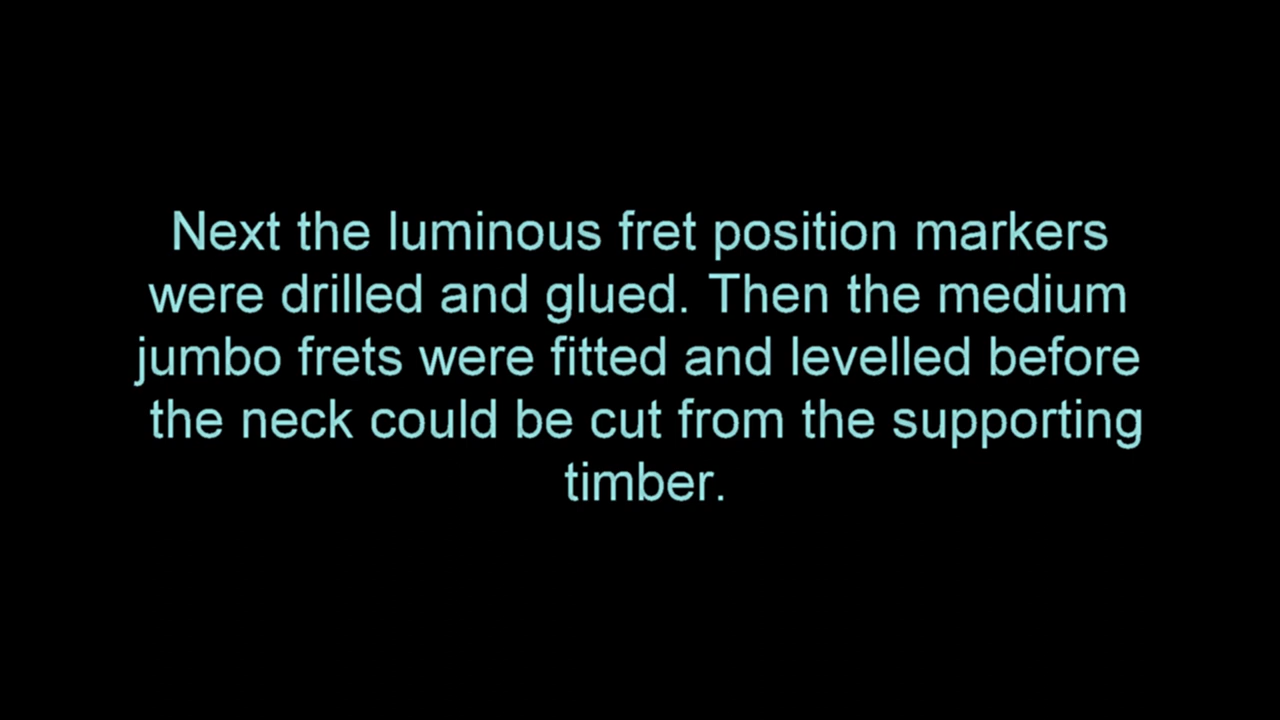 Next the luminous fret position markers
were drilled and glued. Then the medium
jumbo frets were fitted and levelled before
the neck could be cut from the supporting
timber.